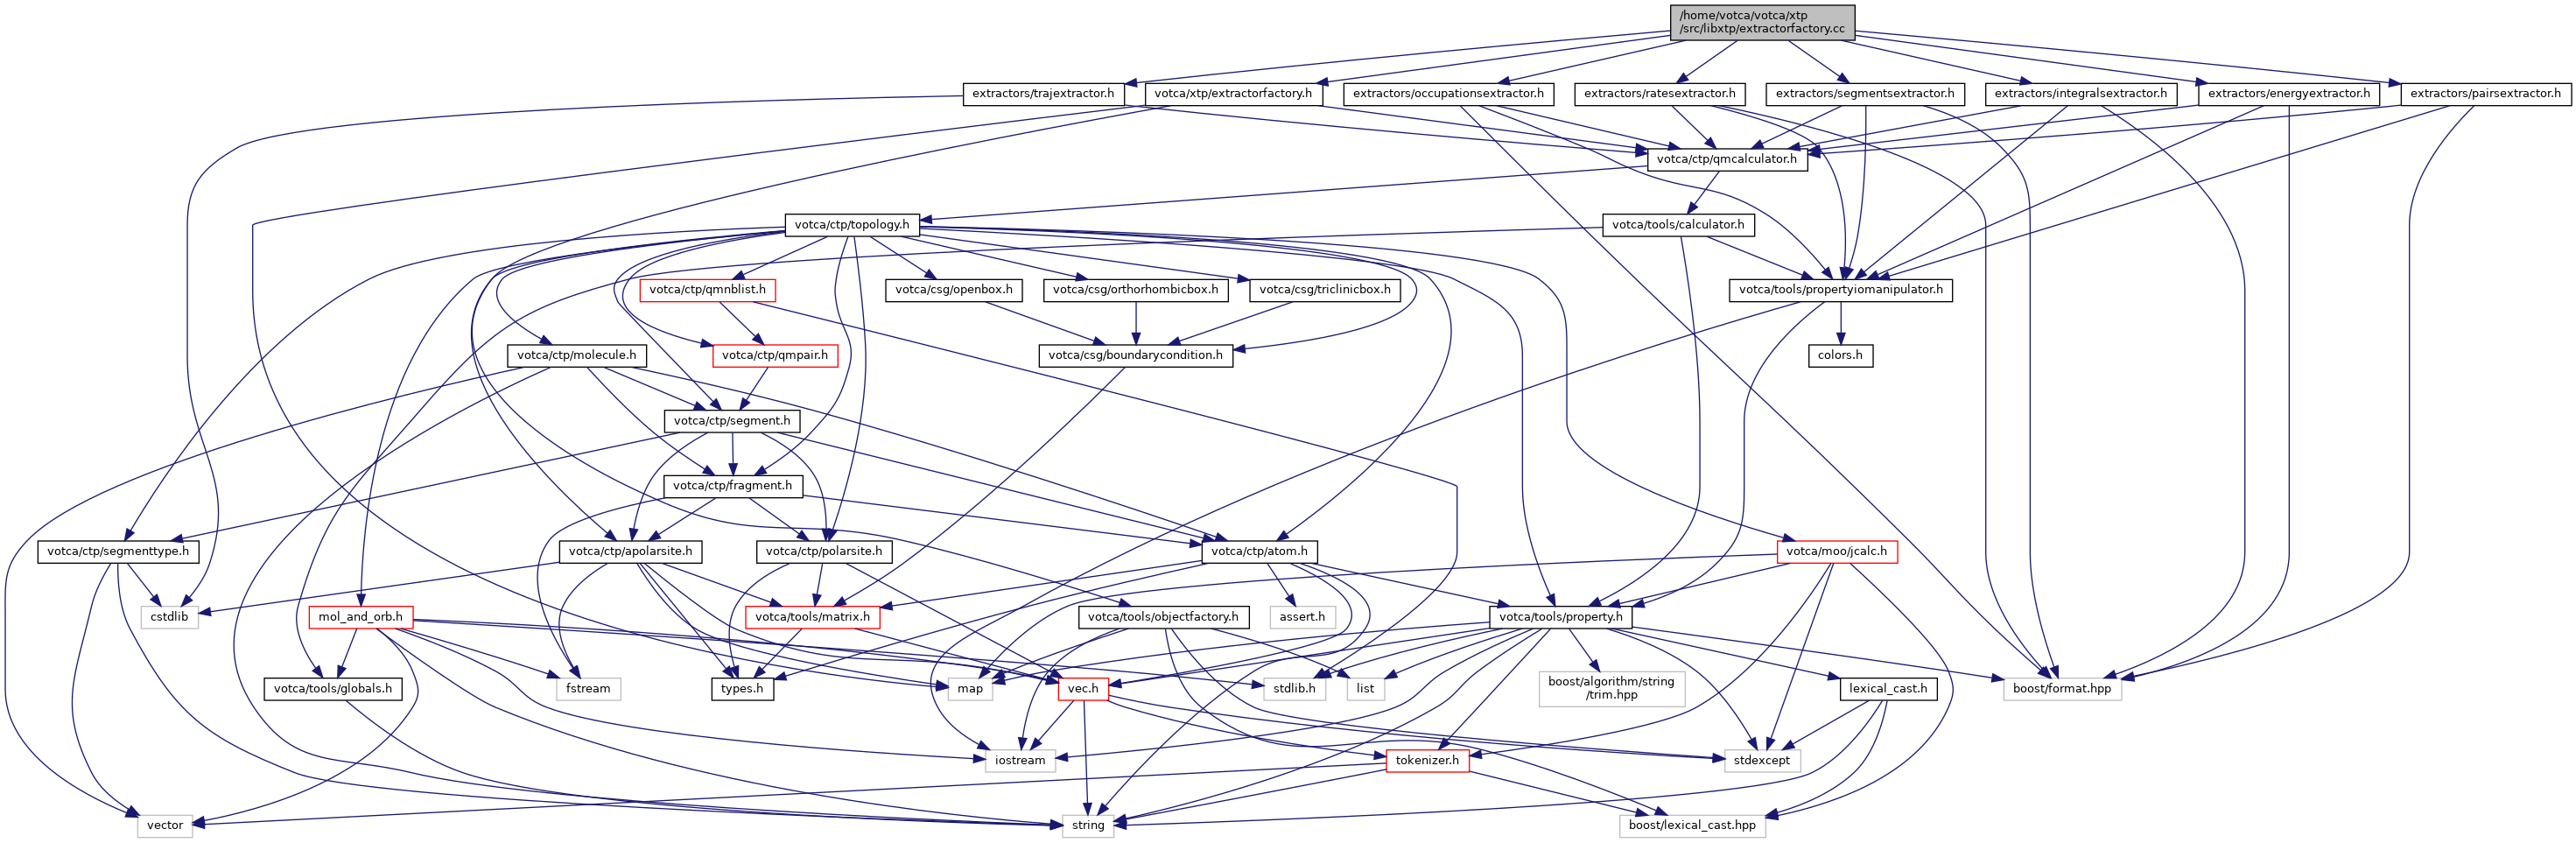 /home/votca/votca/xtp
/src/libxtp/extractorfactory.cc
extractors/trajextractor.h
votca/xtp/extractorfactory.h
extractors/occupationsextractor.h
extractors/ratesextractor.h
extractors/segmentsextractor.h
extractors/integralsextractor.h
extractors/energyextractor.h
extractors/pairsextractor.h
votca/ctp/qmcalculator.h
votca/ctp/topology.h
votca/tools/calculator.h
votca/ctp/qmnblist.h
votca/csg/openbox.h
votca/csg/orthorhombicbox.h
votca/csg/triclinicbox.h
votca/tools/propertyiomanipulator.h
votca/ctp/molecule.h
votca/ctp/qmpair.h
votca/csg/boundarycondition.h
colors.h
votca/ctp/segment.h
votca/ctp/fragment.h
votca/ctp/segmenttype.h
votca/ctp/apolarsite.h
votca/ctp/polarsite.h
votca/ctp/atom.h
votca/moo/jcalc.h
cstdlib
mol_and_orb.h
votca/tools/matrix.h
votca/tools/objectfactory.h
assert.h
votca/tools/property.h
votca/tools/globals.h
fstream
types.h
map
vec.h
stdlib.h
list
boost/algorithm/string
/trim.hpp
lexical_cast.h
boost/format.hpp
iostream
tokenizer.h
stdexcept
vector
string
boost/lexical_cast.hpp